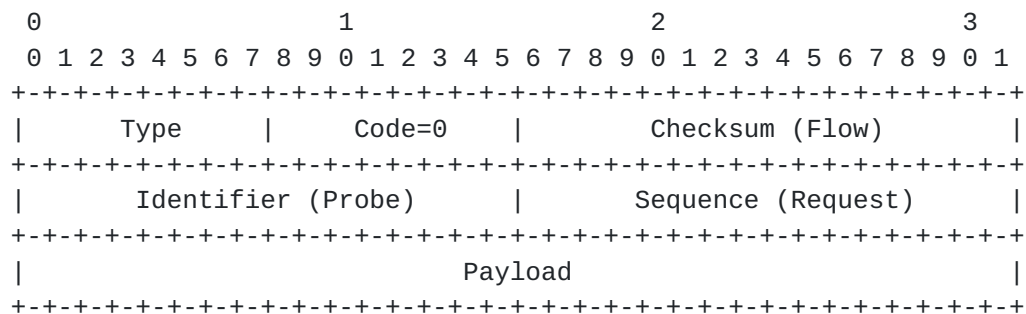 0                   1                   2                   3
 0 1 2 3 4 5 6 7 8 9 0 1 2 3 4 5 6 7 8 9 0 1 2 3 4 5 6 7 8 9 0 1
+-+-+-+-+-+-+-+-+-+-+-+-+-+-+-+-+-+-+-+-+-+-+-+-+-+-+-+-+-+-+-+-+
|      Type     |     Code=0    |        Checksum (Flow)        |
+-+-+-+-+-+-+-+-+-+-+-+-+-+-+-+-+-+-+-+-+-+-+-+-+-+-+-+-+-+-+-+-+
|       Identifier (Probe)      |       Sequence (Request)      |
+-+-+-+-+-+-+-+-+-+-+-+-+-+-+-+-+-+-+-+-+-+-+-+-+-+-+-+-+-+-+-+-+
|                            Payload                            |
+-+-+-+-+-+-+-+-+-+-+-+-+-+-+-+-+-+-+-+-+-+-+-+-+-+-+-+-+-+-+-+-+